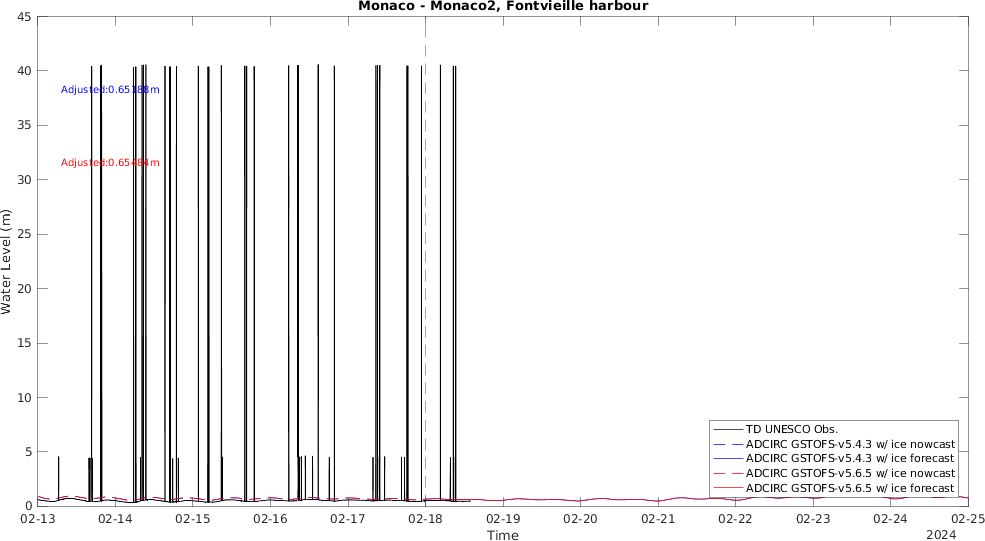 Monaco - Monaco2, Fontvieille harbour
45
40
35
30
25
20
15
10
5
0
Water Level (m)
Adjusted:0.65484m
TD UNESCO Obs.
ADCIRC GSTOFS-v5.4.3 w/ ice nowcast
ADCIRC GSTOFS-v5.4.3 w/ ice forecast
ADCIRC GSTOFS-v5.6.5 w/ ice nowcast
ADCIRC GSTOFS-v5.6.5 w/ ice forecast
02-13 02-14 02-15 02-16 02-17 02-18 02-19 02-20 02-21 02-22 02-23 02-24 02-25
Time
2024